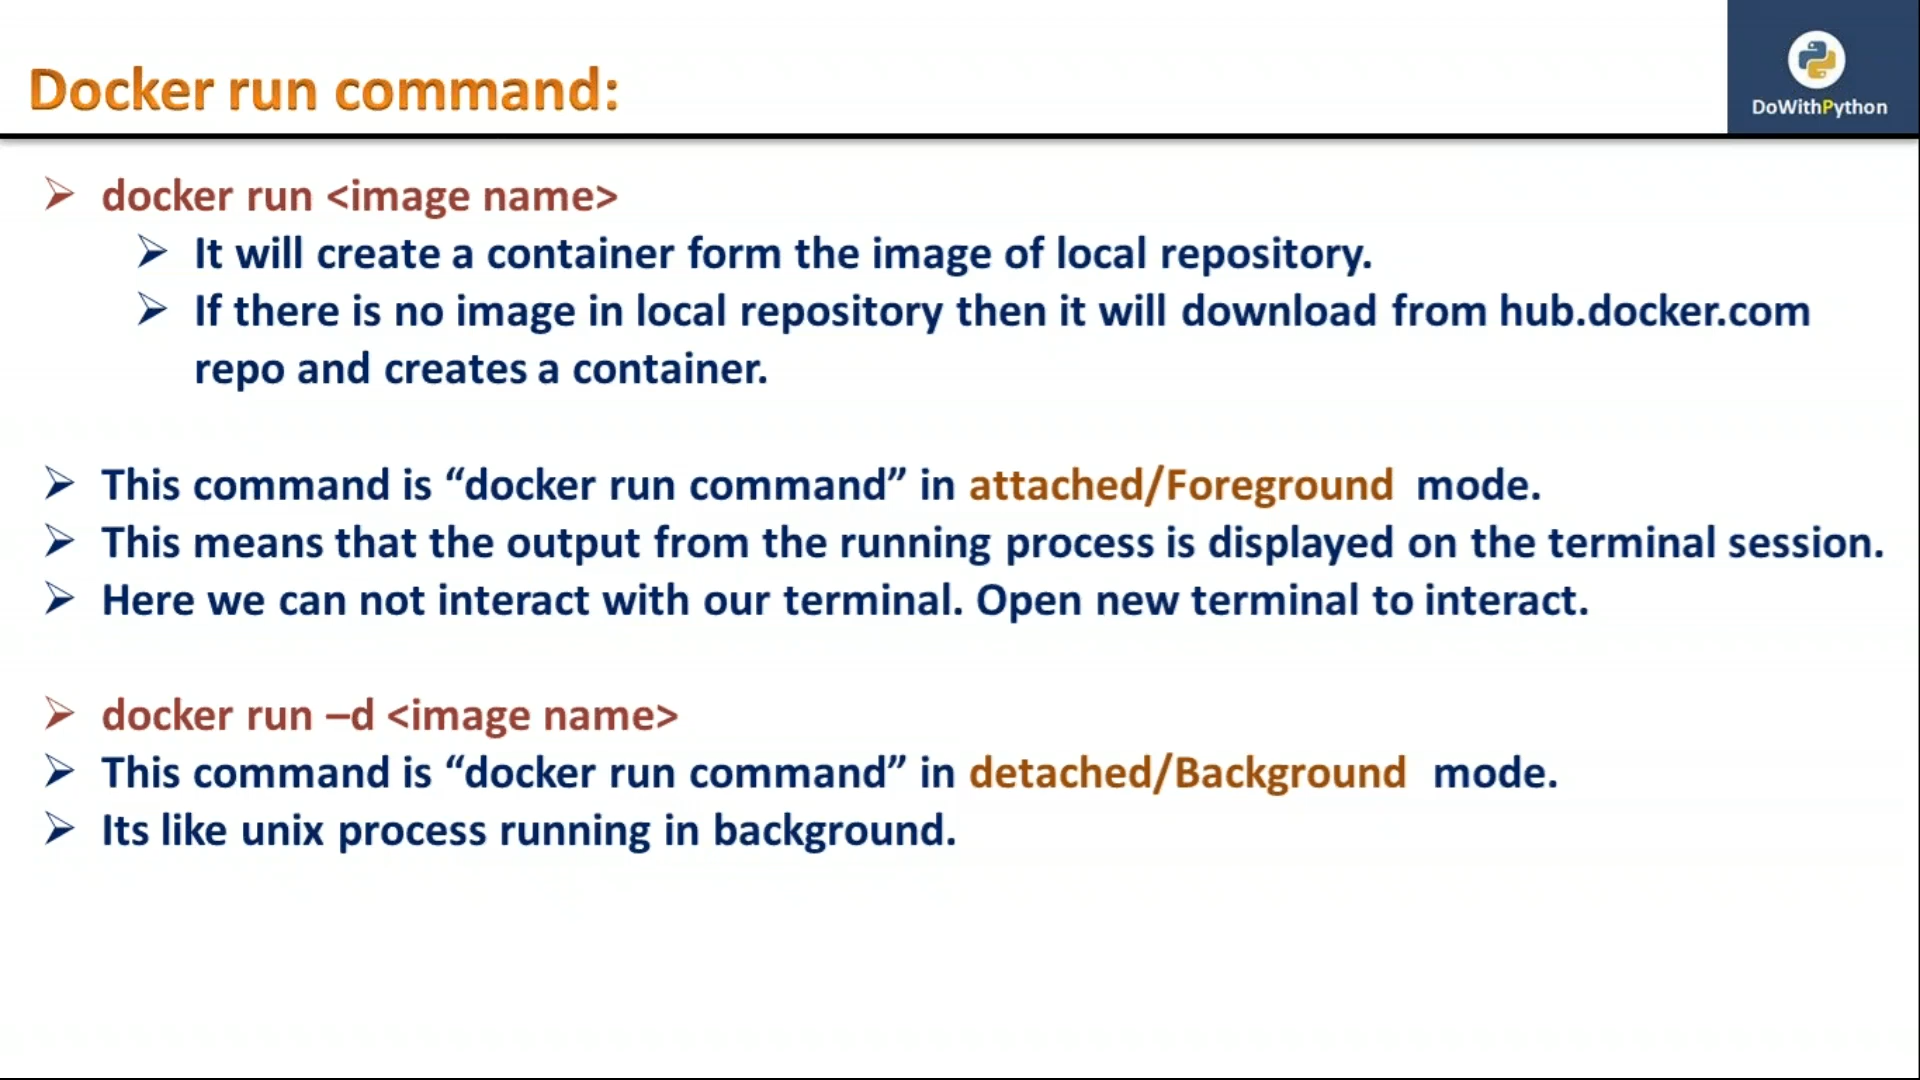 Docker run command:
DoWithPython
➢ docker run <image name>
➢ It will create a container form the image of local repository.
➢ If there is no image in local repository then it will download from hub.docker.com
repo and creates a container.
➢ This command is “docker run command” in attached/Foreground mode.
➢ This means that the output from the running process is displayed on the terminal session.
➢ Here we can not interact with our terminal. Open new terminal to interact.
➢ docker run –d <image name>
➢ This command is “docker run command” in detached/Background mode.
➢ Its like unix process running in background.